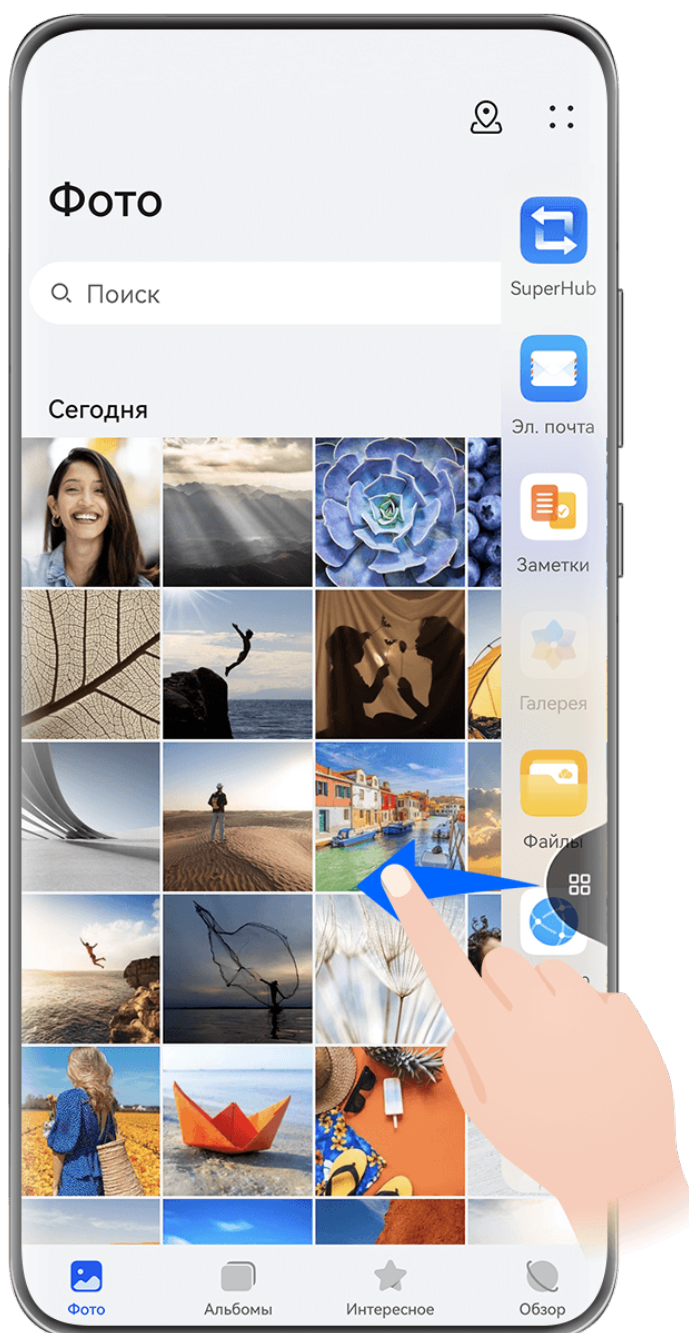 Фото
Поиск
Сегодня
SuperHub
Эл. почта
Заметки
Галерея
Файлы
Фото
Альбомы
Интересное
Обзор